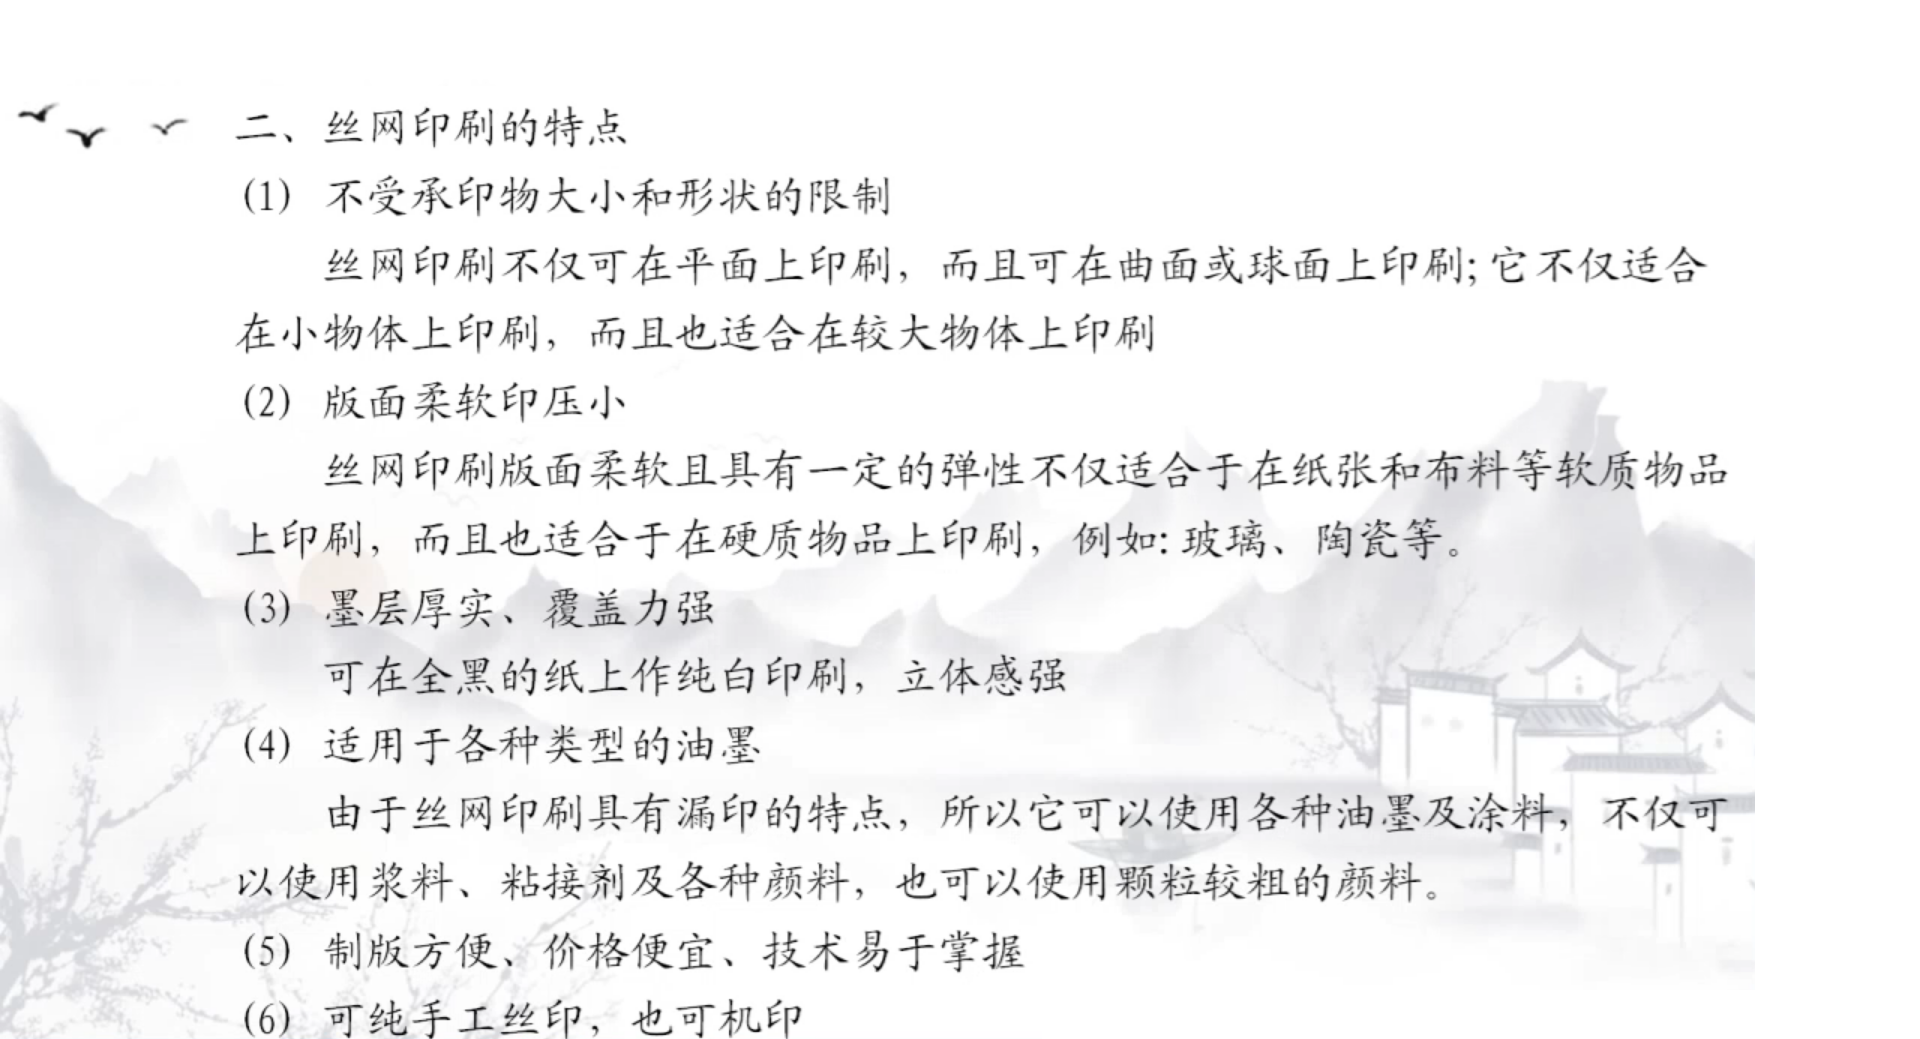 二、丝网印刷的特点
(1) 不受承印物大小和形状的限制
丝网印刷不仅可在平面上印刷，而且可在曲面或球面上印刷;它不仅适合
在小物体上印刷，而且也适合在较大物体上印刷
(2) 版面柔软印压小
丝网印刷版面柔软且具有一定的弹性不仅适合于在纸张和布料等软质物品
上印刷，而且也适合于在硬质物品上印刷，例如:玻璃、陶瓷等。
(3) 墨层厚实、覆盖力强
可在全黑的纸上作纯白印刷，立体感强
(4) 适用于各种类型的油墨
由于丝网印刷具有漏印的特点，所以它可以使用各种油墨及涂料，不仅可
以使用浆料、粘接剂及各种颜料，也可以使用颗粒较粗的颜料。
(5) 制版方便、价格便宜、技术易于掌握
(6) 可纯手工丝印，也可机印